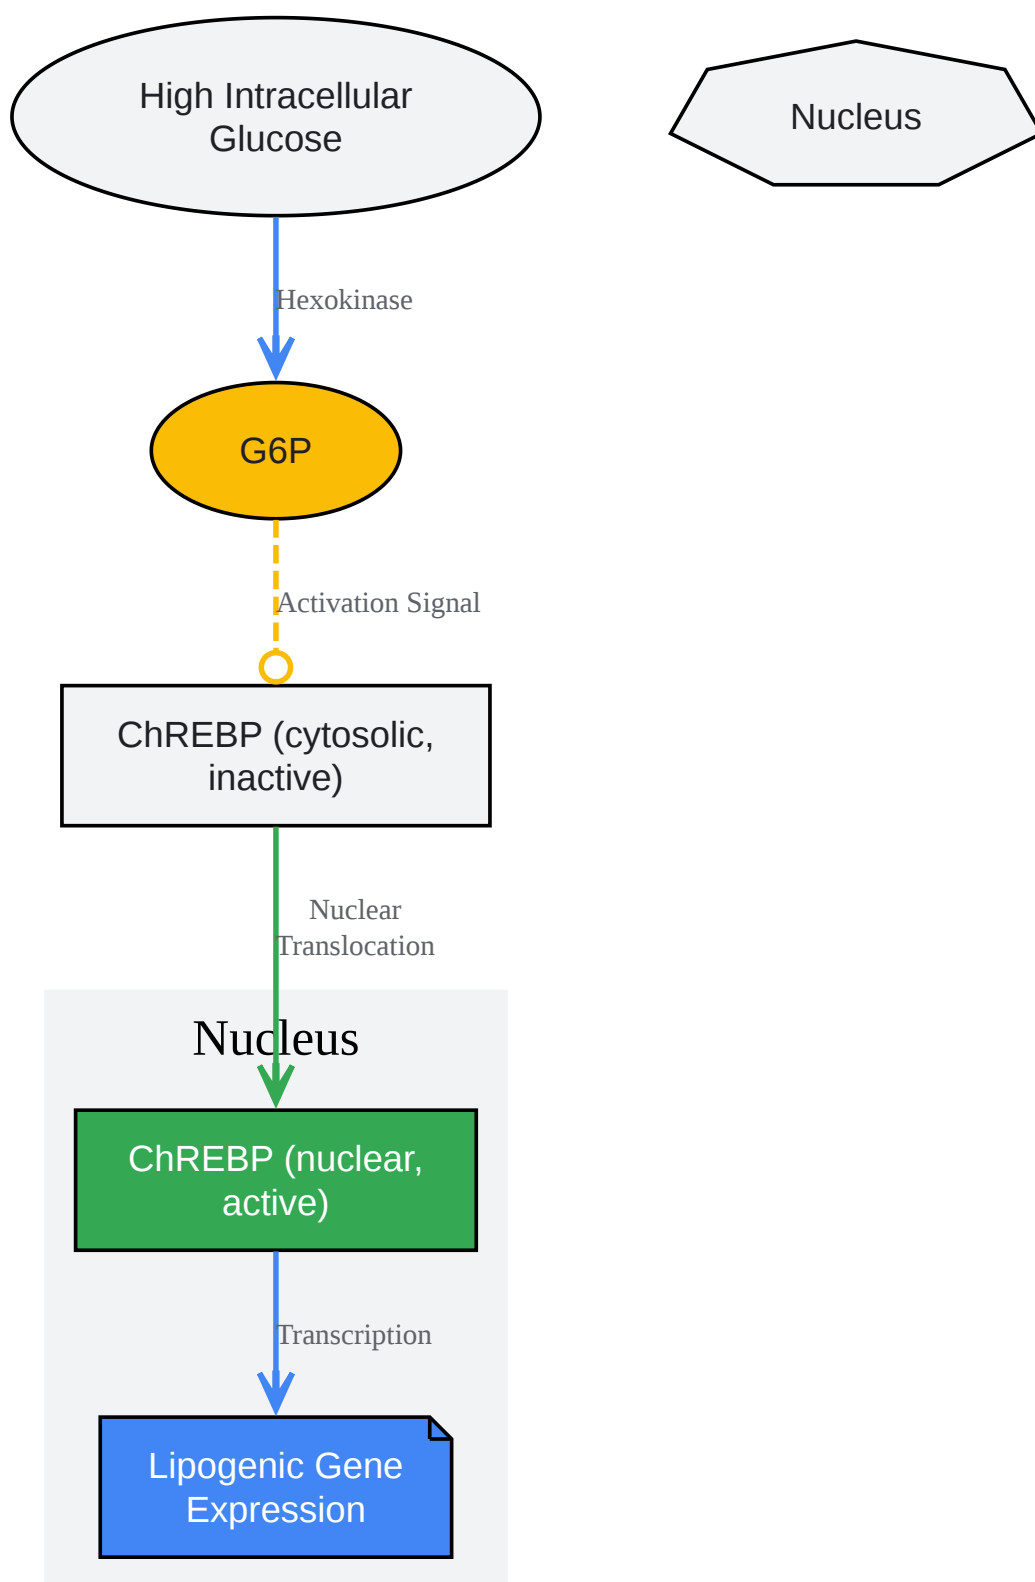 High Intracellular
Glucose
Nucleus
Hexokinase
G6P
Activation Signal
ChREBP (cytosolic,
inactive)
Nuclear
Translocation
Nucleus
ChREBP (nuclear,
active)
Transcription
Lipogenic Gene
Expression